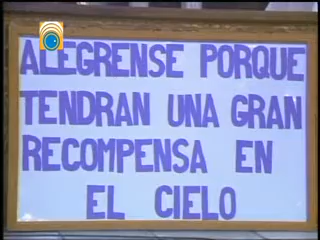 ALEGRENSE PORQUE
TENDRAN UNA GRAN
RECOMPENSA EN
EL CIELO